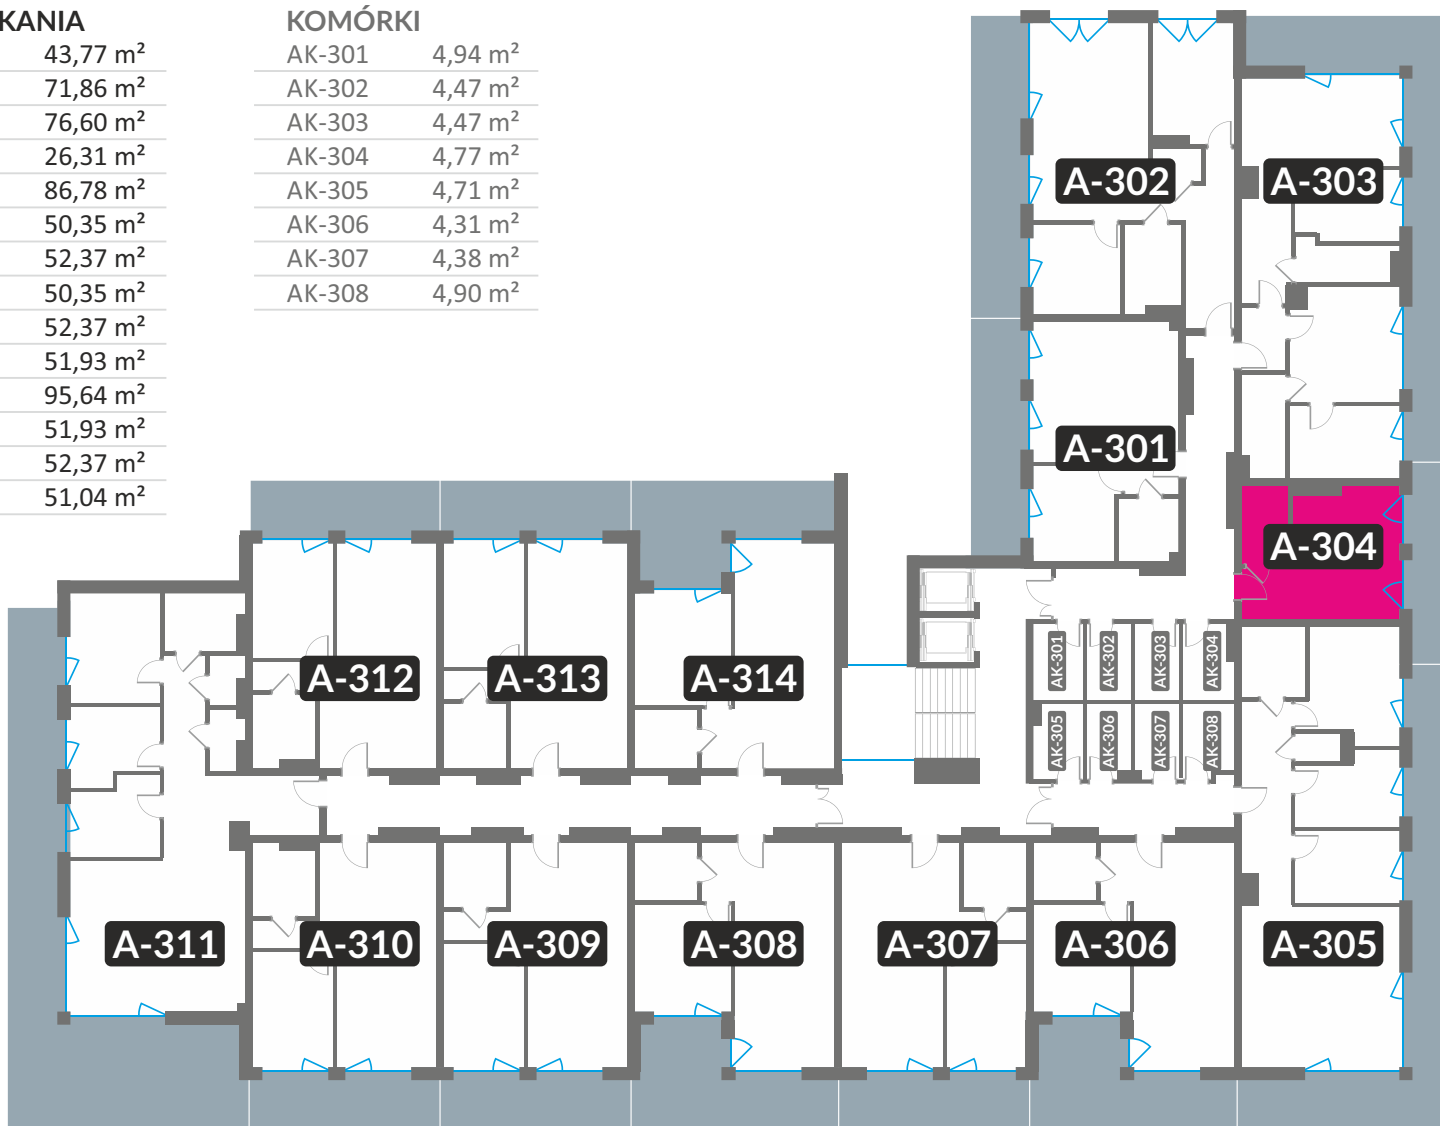 KANIA
43,77 m²
71,86 m²
76,60 m²
26,31 m²
86,78 m²
50,35 m²
52,37 m²
50,35 m²
52,37 m²
51,93 m²
95,64 m²
51,93 m²
52,37 m²
51,04 m²
KOMÓRKI
AK-301 4,94 m²
AK-302 4,47 m²
AK-303 4,47 m²
AK-304 4,77 m²
AK-305 4,71 m²
AK-306 4,31 m²
AK-307 4,38 m²
AK-308 4,90 m²
A-302
A-303
A-301
A-304
AK-301
AK-302
AK-303
AK-304
A-312
A-313
A-314
AK-305
AK-306
AK-307
AK-308
A-311
A-310
A-309
A-308
A-307
A-306
A-305